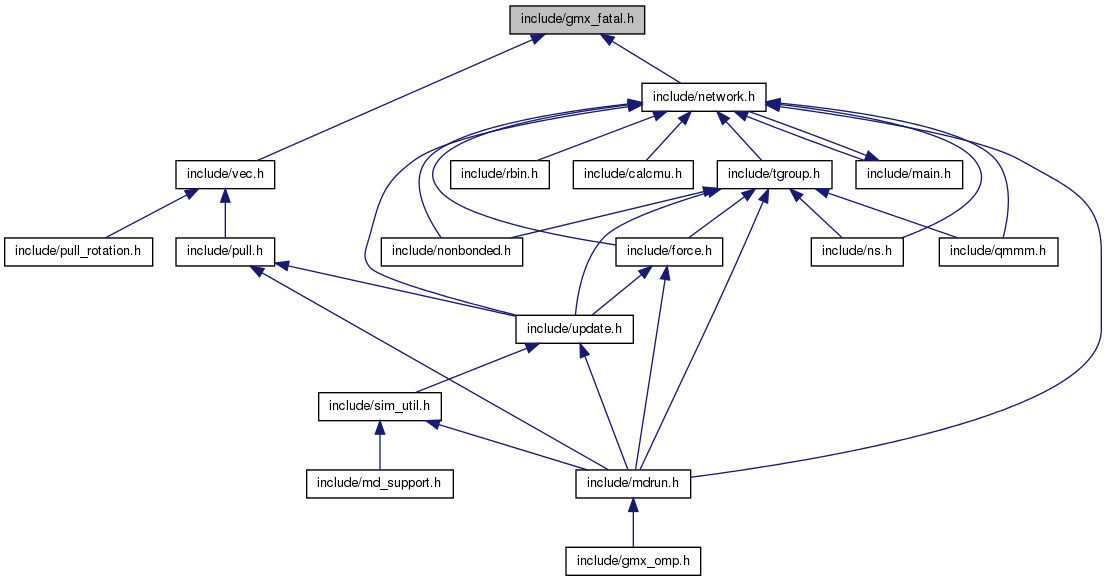 include/gmx_fatal.h
include/network.h
include/vec.h
include/rbin.h
include/calcmu.h
include/tgroup.h
include/main.h
include/pull_rotation.h
include/pull.h
include/nonbonded.h
include/force.h
include/ns.h
include/qmmm.h
include/update.h
include/sim_util.h
include/md_support.h
include/mdrun.h
include/gmx_omp.h